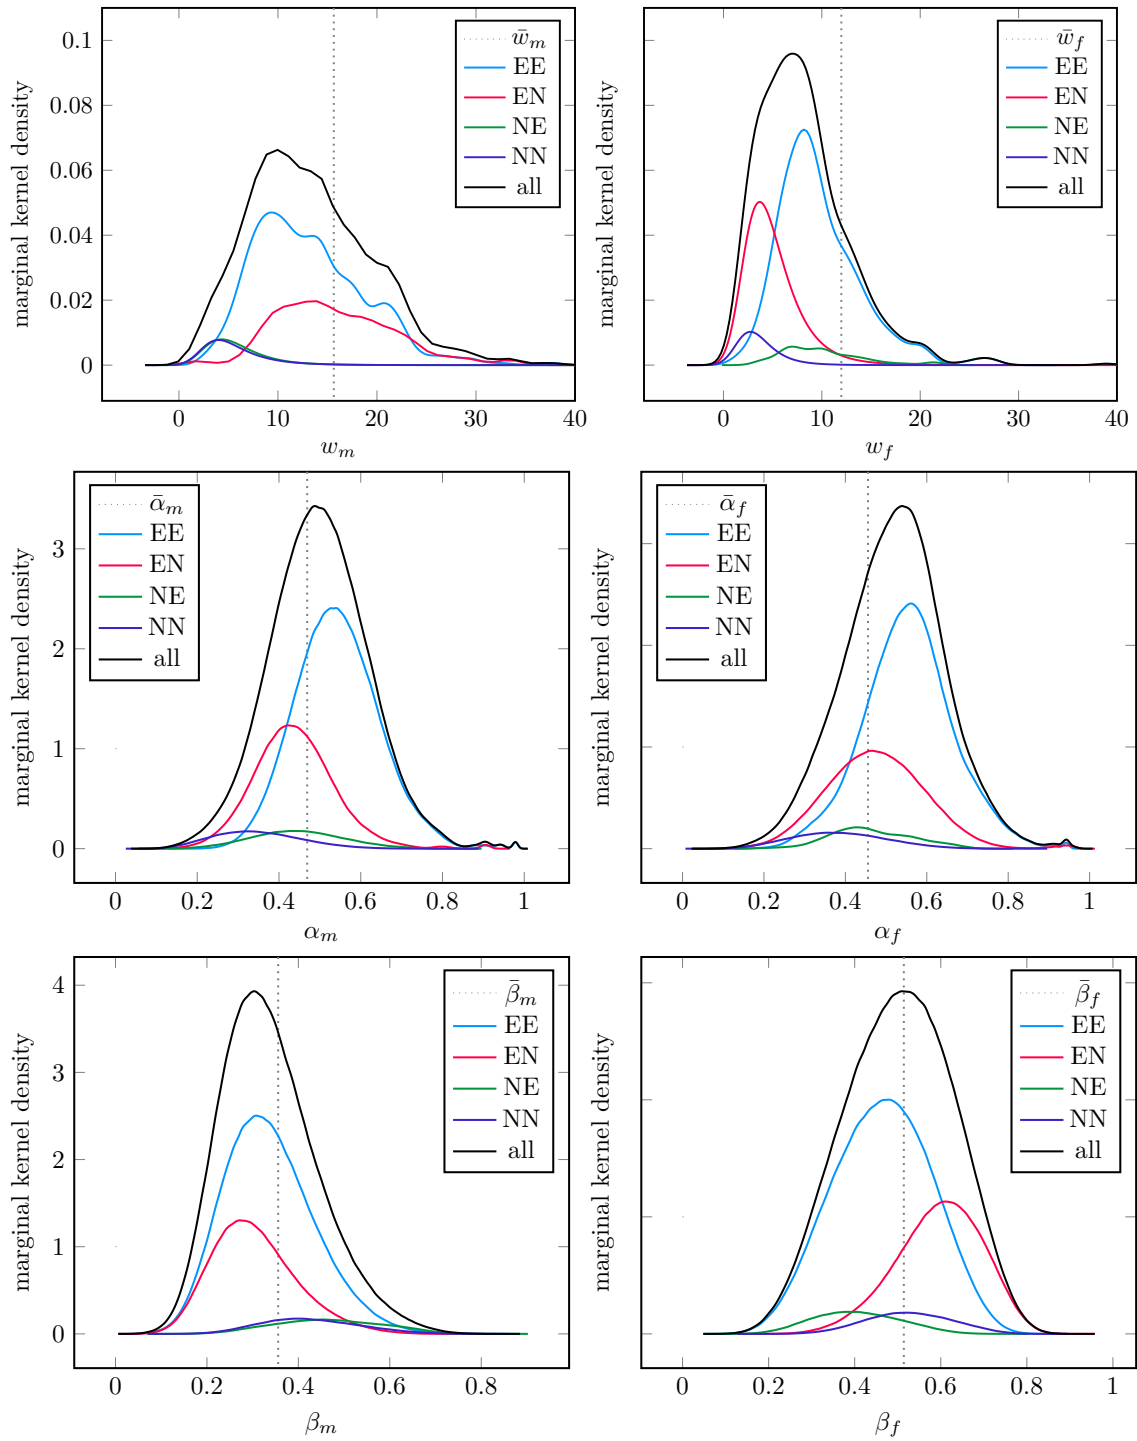 0.1
0.08
0.06
0.04
0.02
0
marginal kernel density
0 10 20 30 40
w_m
w̄_m
EE
EN
NE
NN
all
marginal kernel density
0 10 20 30 40
w_f
w̄_f
EE
EN
NE
NN
all
3
2
1
0
marginal kernel density
0 0.2 0.4 0.6 0.8 1
α_m
ᾱ_m
EE
EN
NE
NN
all
marginal kernel density
0 0.2 0.4 0.6 0.8 1
α_f
ᾱ_f
EE
EN
NE
NN
all
4
3
2
1
0
marginal kernel density
0 0.2 0.4 0.6 0.8
β_m
β̄_m
EE
EN
NE
NN
all
marginal kernel density
0 0.2 0.4 0.6 0.8 1
β_f
β̄_f
EE
EN
NE
NN
all